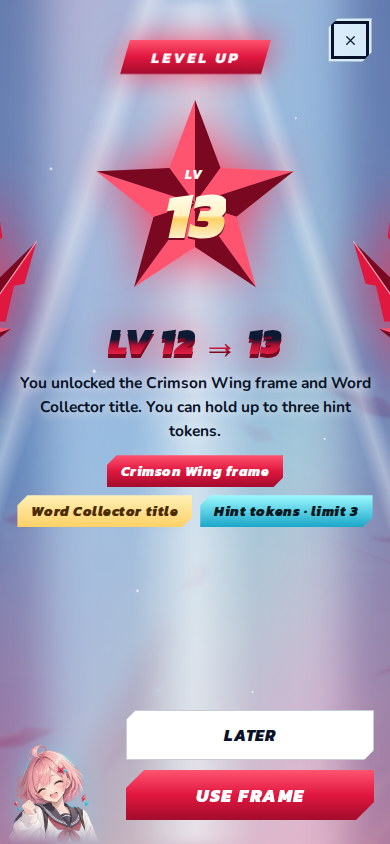 LEVEL UP
×
LV
13
LV 12 → 13
You unlocked the Crimson Wing frame and Word
Collector title. You can hold up to three hint
tokens.
Crimson Wing frame
Word Collector title
Hint tokens · limit 3
LATER
USE FRAME